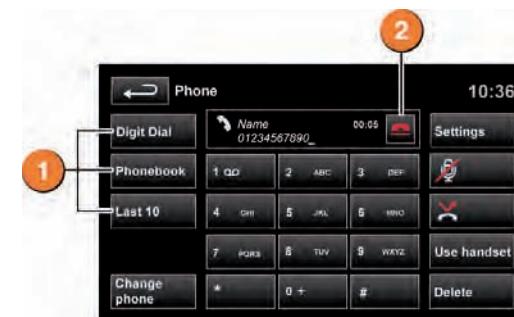 2
Phone
10:36
Digit Dial
Name
00:05
01234567890_
Settings
1
Phonebook
1
2 ABC
3 DEF
Last 10
4 GHI
5 JKL
6 MNO
7 PQRS
8 TUV
9 WXYZ
Use handset
Change
phone
*
0 +
#
Delete